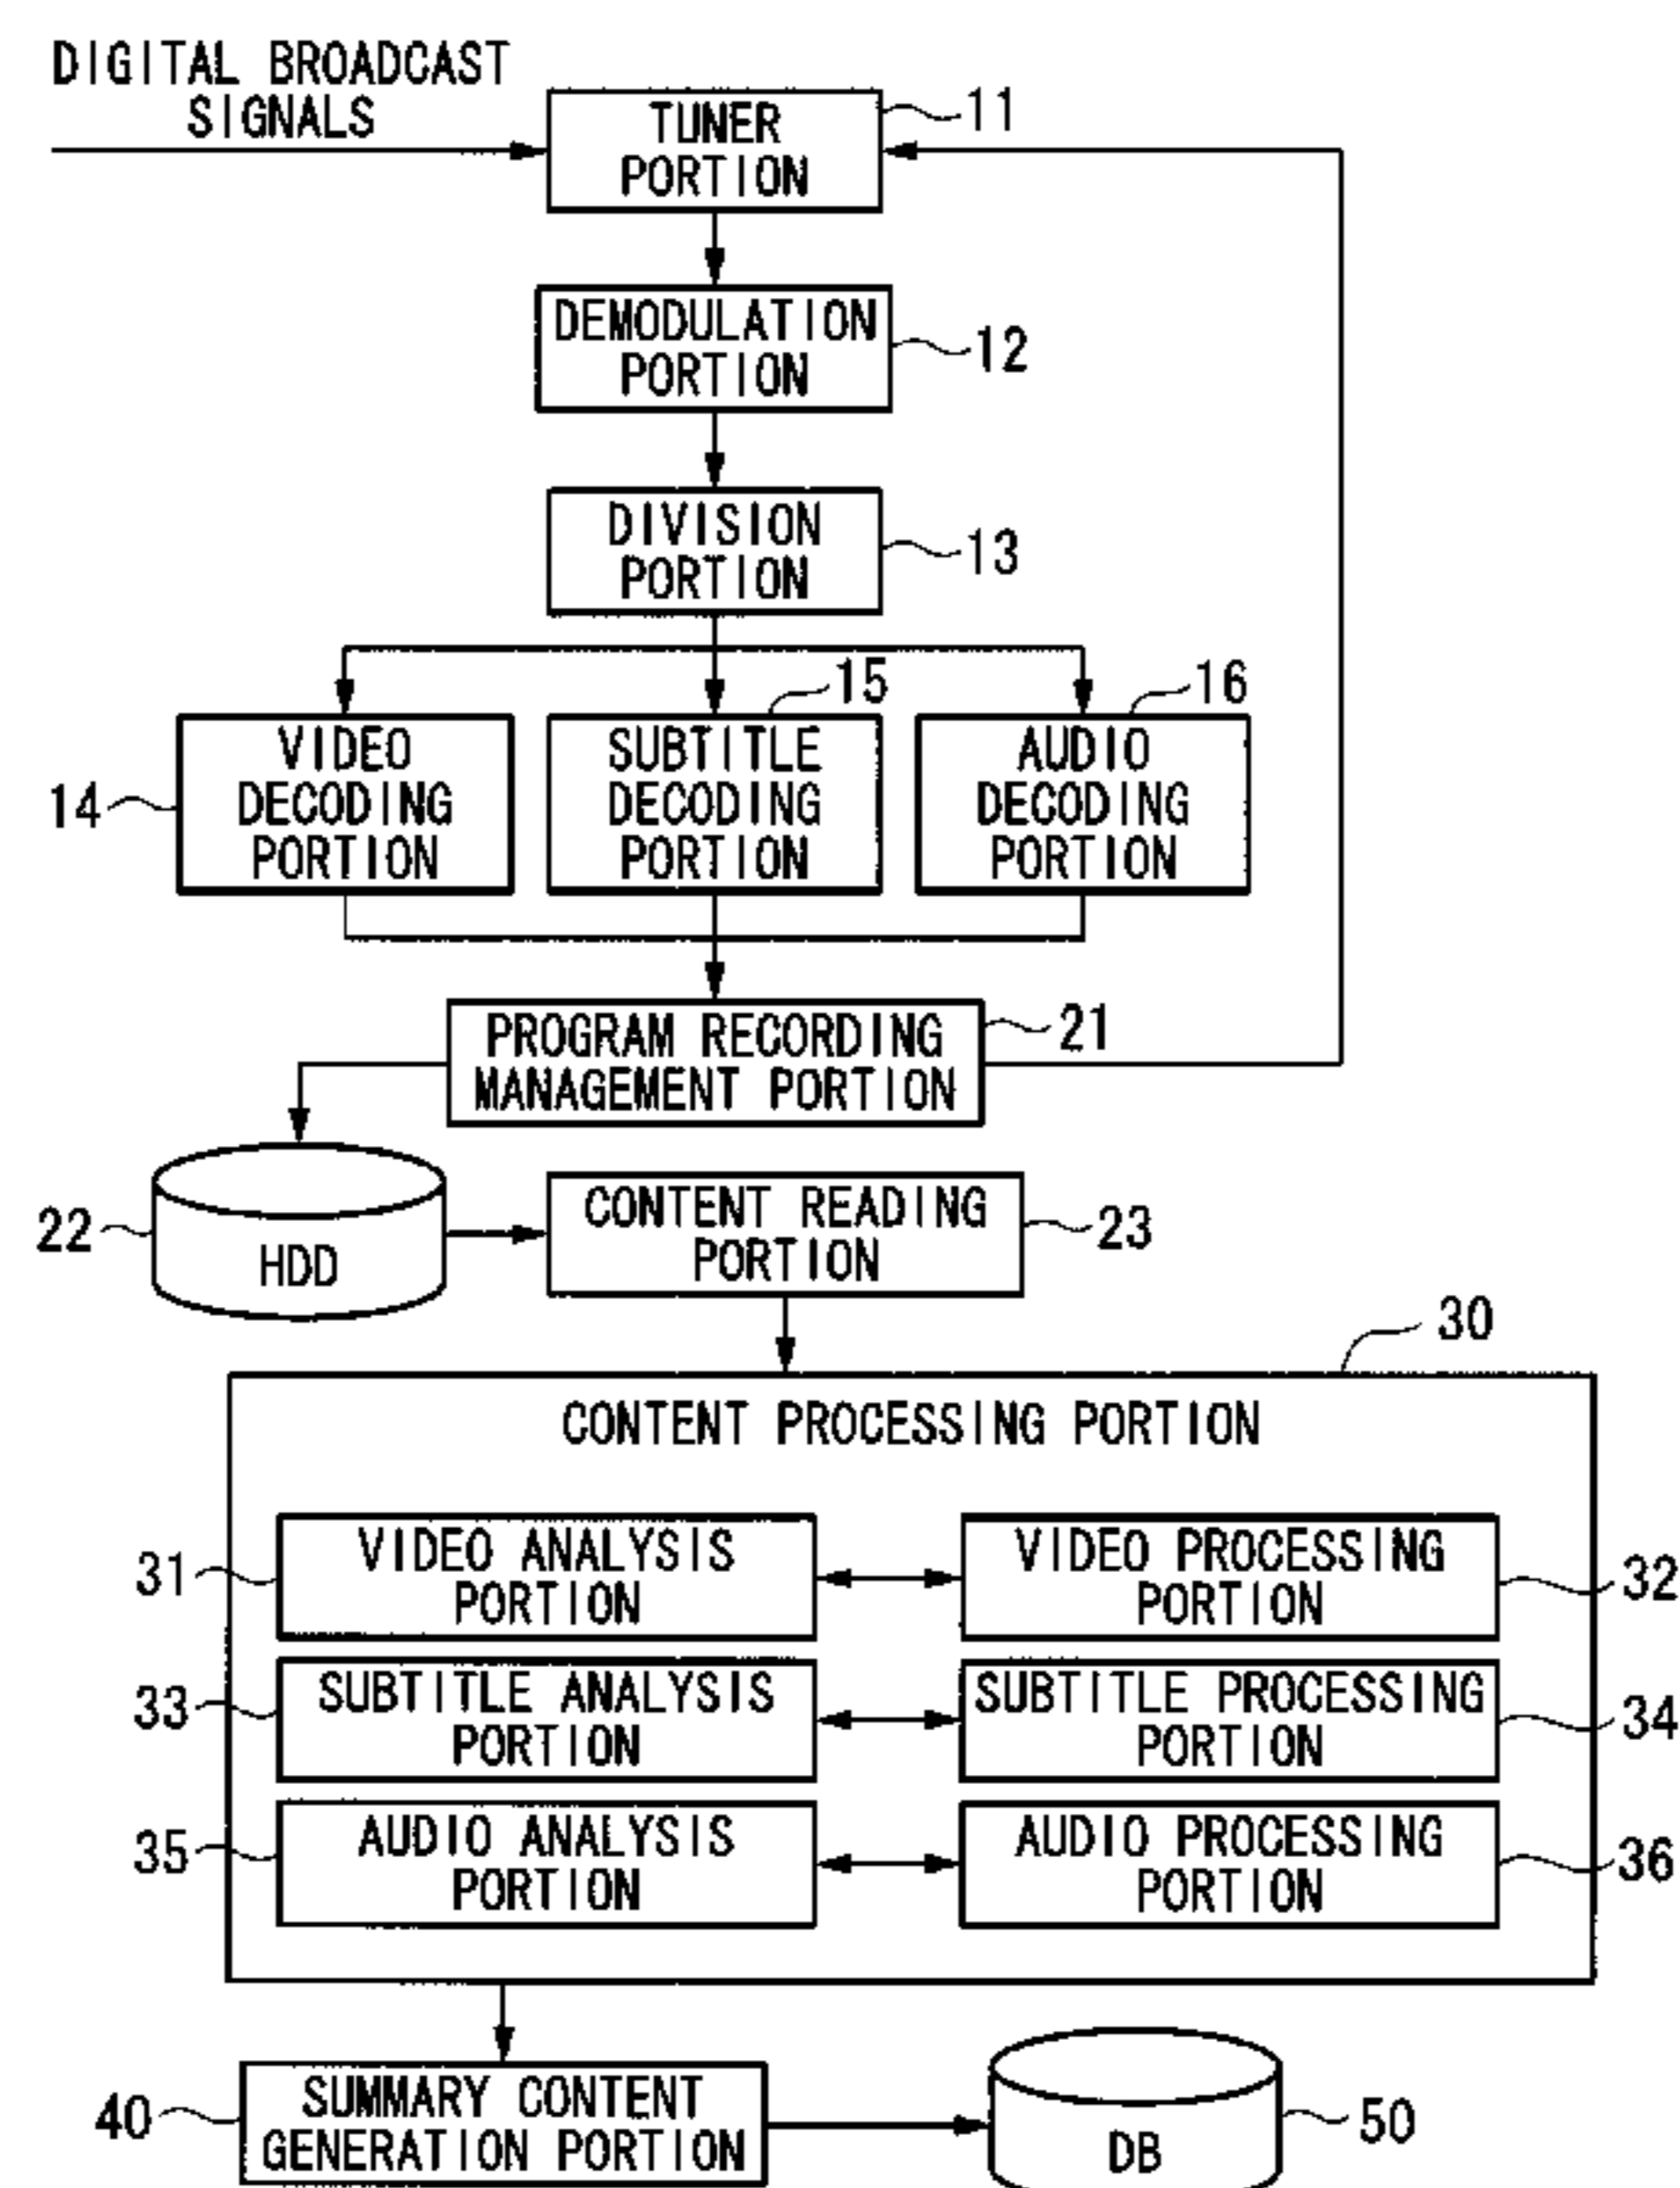 DIGITAL BROADCAST
SIGNALS
TUNER
PORTION
11
DEMODULATION
PORTION
12
DIVISION
PORTION
13
14
VIDEO
DECODING
PORTION
15
SUBTITLE
DECODING
PORTION
16
AUDIO
DECODING
PORTION
PROGRAM RECORDING
MANAGEMENT PORTION
21
22
HDD
CONTENT READING
PORTION
23
30
CONTENT PROCESSING PORTION
31
VIDEO ANALYSIS
PORTION
VIDEO PROCESSING
PORTION
32
33
SUBTITLE ANALYSIS
PORTION
SUBTITLE PROCESSING
PORTION
34
35
AUDIO ANALYSIS
PORTION
AUDIO PROCESSING
PORTION
36
40
SUMMARY CONTENT
GENERATION PORTION
DB
50